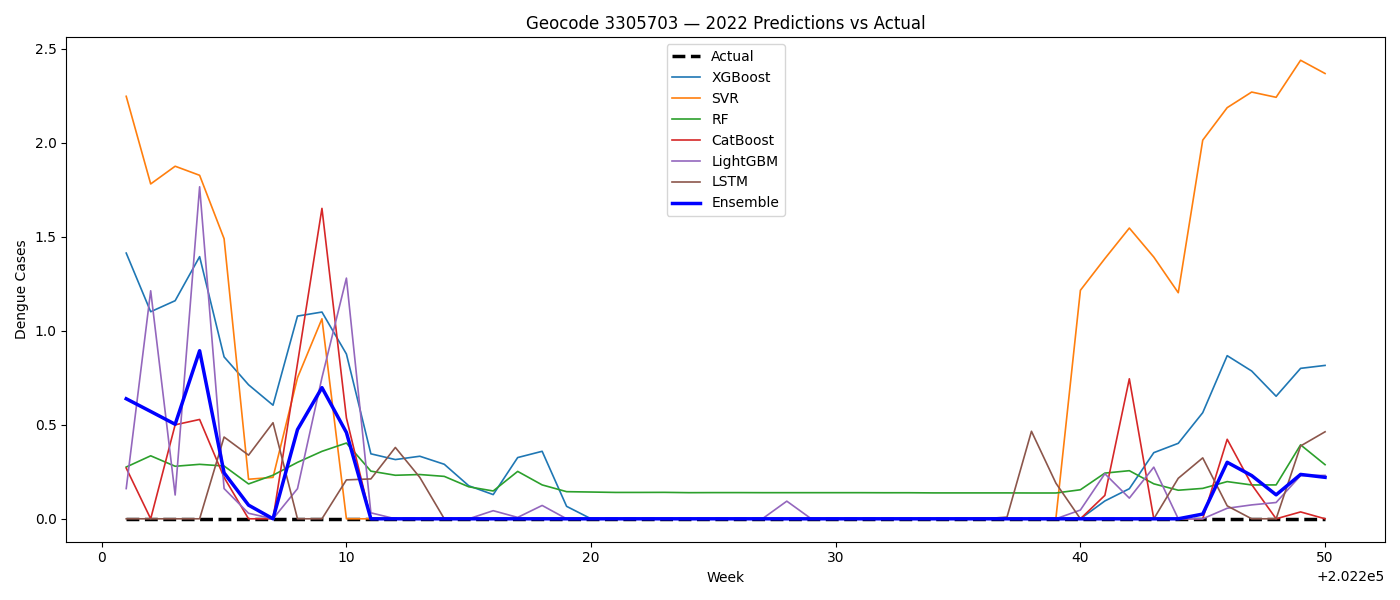 Geocode 3305703 — 2022 Predictions vs Actual
2.5
2.0
1.5
1.0
0.5
0.0
Dengue Cases
Actual
XGBoost
SVR
RF
CatBoost
LightGBM
LSTM
Ensemble
0 10 20 30 40 50
Week
+2.022e5